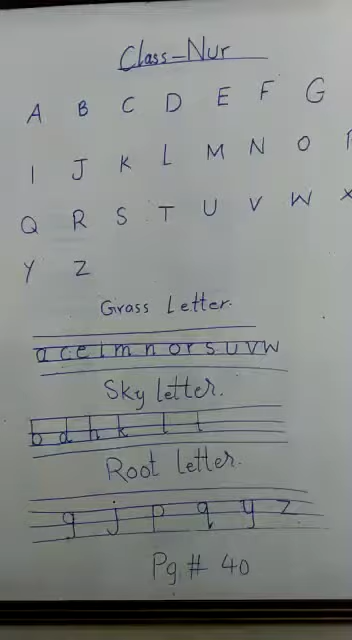 Class-Nur
A B C D E F G
I J K L M N O P
Q R S T U V W X
Y Z
Grass Letter.
a c e i m n o r s u v w
Sky letter.
b d h k l t
Root letter.
g j p q y z
Pg # 40